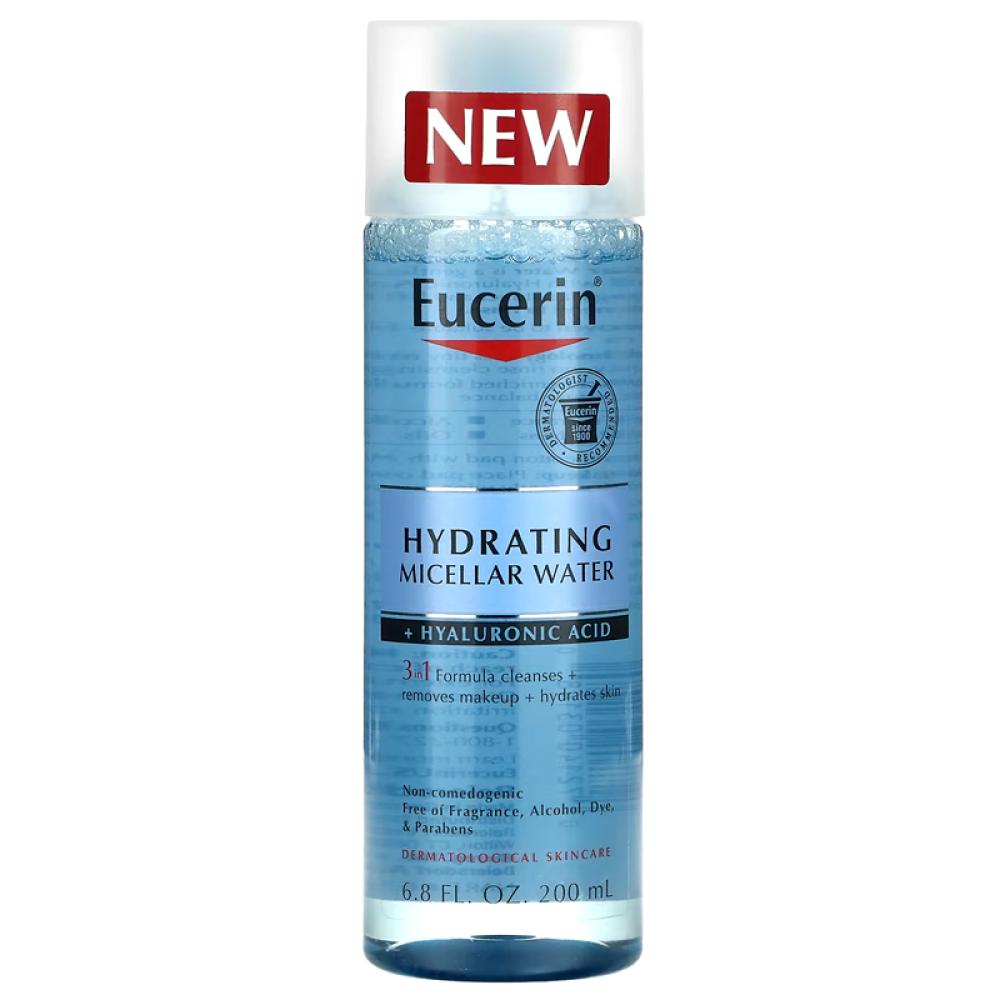 NEW
Eucerin®
DERMATOLOGIST RECOMMENDED
Eucerin
since
1900
HYDRATING
MICELLAR WATER
+ HYALURONIC ACID
3in1 Formula cleanses +
removes makeup + hydrates skin
Non-comedogenic
Free of Fragrance, Alcohol, Dye,
& Parabens
DERMATOLOGICAL SKINCARE
6.8 FL. OZ. 200 mL